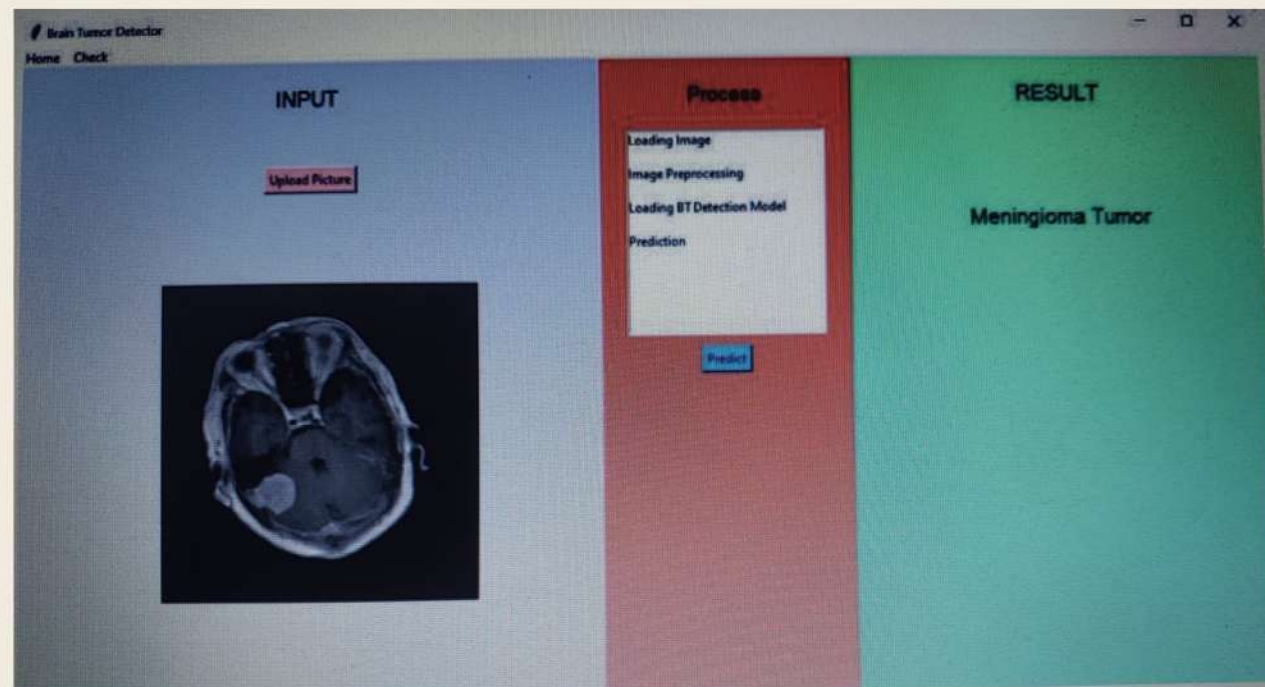 Brain Tumor Detector
Home Check
INPUT
Upload Picture
Process
Loading Image
Image Preprocessing
Loading BT Detection Model
Prediction
Predict
RESULT
Meningioma Tumor